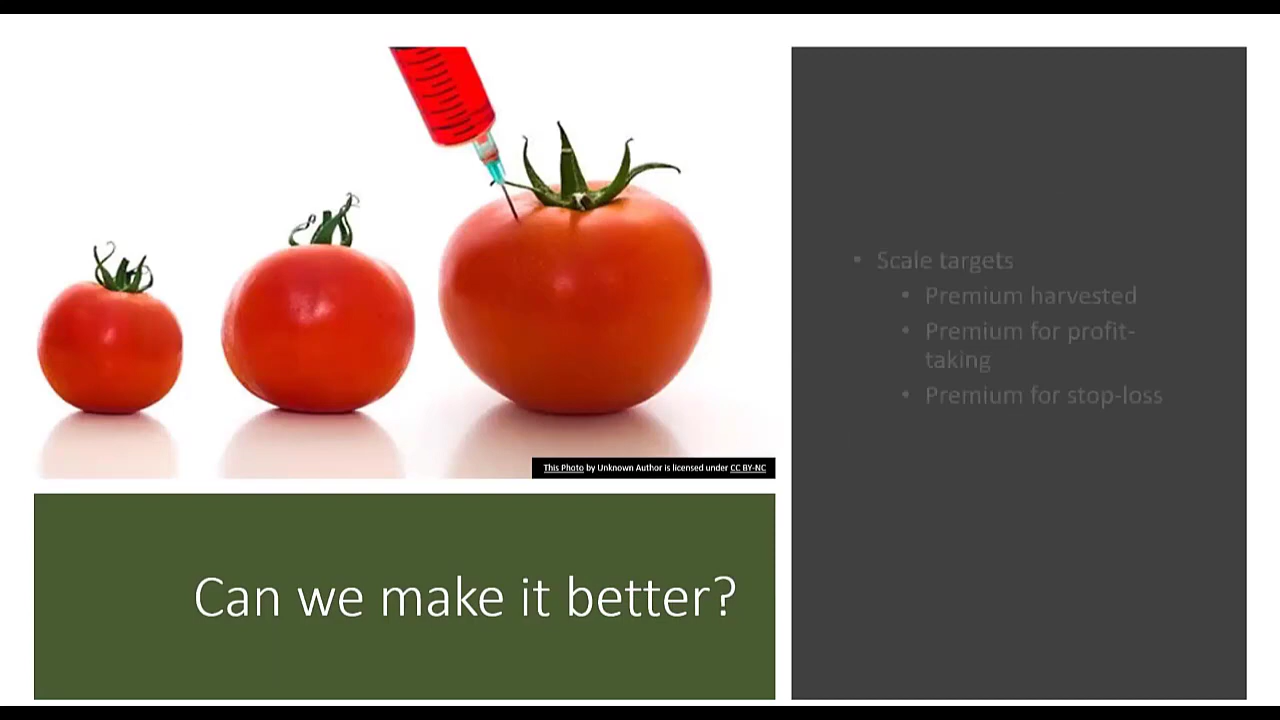 This Photo by Unknown Author is licensed under CC BY-NC
Can we make it better?
• Scale targets
• Premium harvested
• Premium for profit-
taking
• Premium for stop-loss